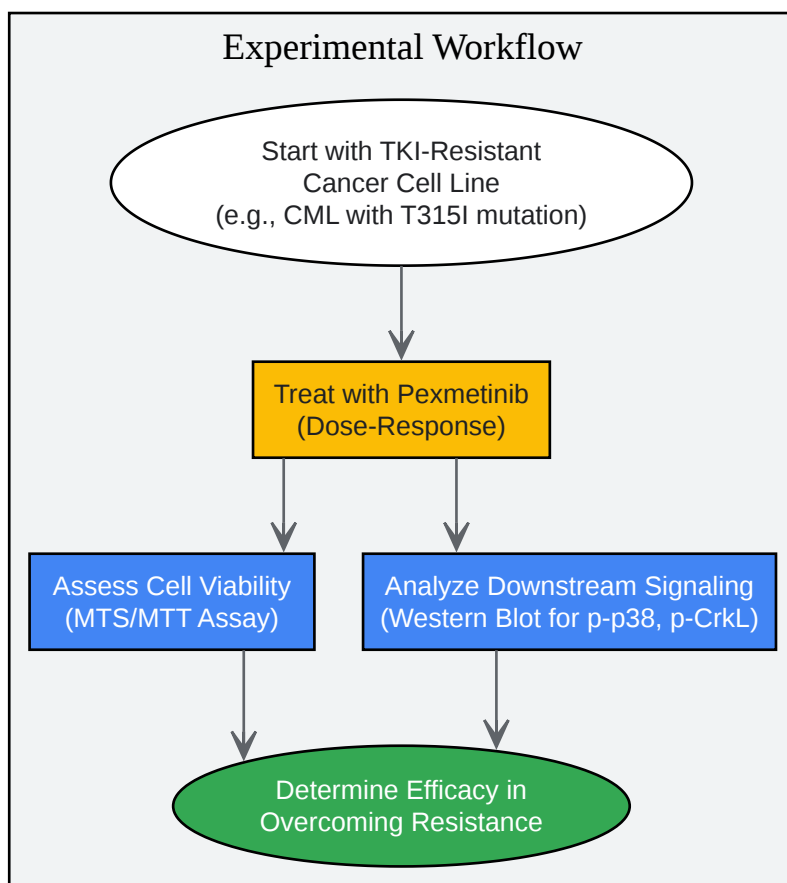 Experimental Workflow
Start with TKI-Resistant
Cancer Cell Line
(e.g., CML with T315I mutation)
Treat with Pexmetinib
(Dose-Response)
Assess Cell Viability
(MTS/MTT Assay)
Analyze Downstream Signaling
(Western Blot for p-p38, p-CrkL)
Determine Efficacy in
Overcoming Resistance